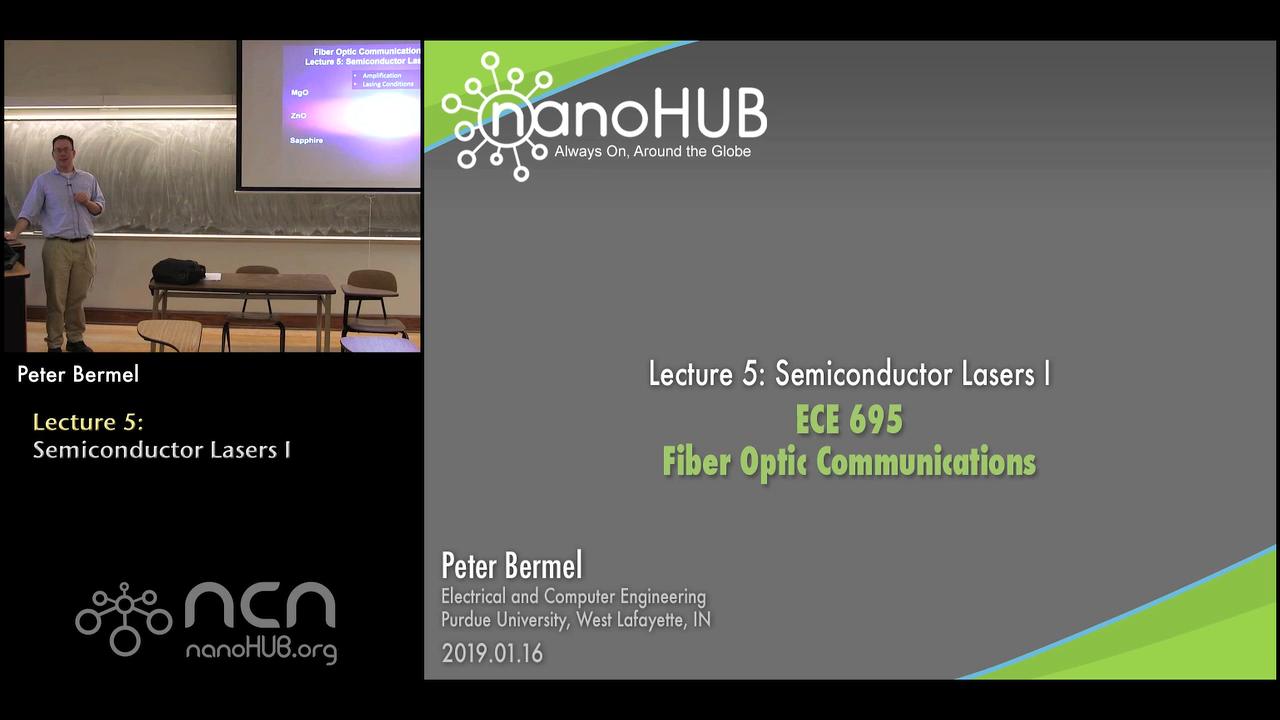 Fiber Optic Communication
Lecture 5: Semiconductor Las
• Amplification
• Lasing Conditions
MgO
ZnO
Sapphire
Peter Bermel
Lecture 5:
Semiconductor Lasers I
ncn
nanoHUB.org
nanoHUB
Always On, Around the Globe
Lecture 5: Semiconductor Lasers I
ECE 695
Fiber Optic Communications
Peter Bermel
Electrical and Computer Engineering
Purdue University, West Lafayette, IN
2019.01.16